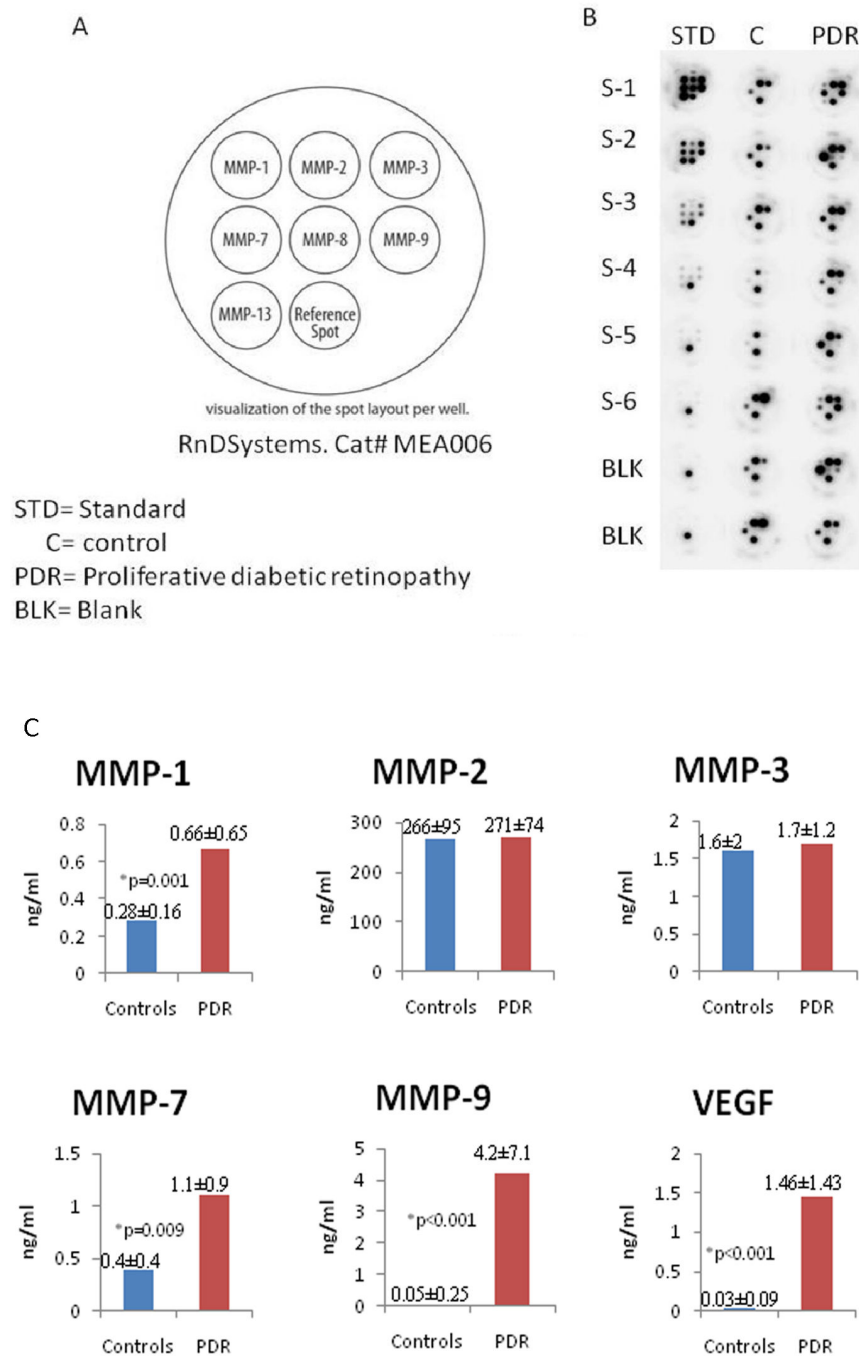 A
MMP-1
MMP-2
MMP-3
MMP-7
MMP-8
MMP-9
MMP-13
Reference
Spot
visualization of the spot layout per well.
RnDSystems. Cat# MEA006
STD= Standard
C= control
PDR= Proliferative diabetic retinopathy
BLK= Blank
B
STD C PDR
S-1
S-2
S-3
S-4
S-5
S-6
BLK
BLK
C
MMP-1
ng/ml
0.8
0.6
0.4
0.2
0
0.66±0.65
*p=0.001
0.28±0.16
Controls PDR
MMP-2
ng/ml
300
200
100
0
266±95 271±74
Controls PDR
MMP-3
ng/ml
2
1.5
1
0.5
0
1.6±2 1.7±1.2
Controls PDR
MMP-7
ng/ml
1.5
1
0.5
0
1.1±0.9
*p=0.009
0.4±0.4
Controls PDR
MMP-9
ng/ml
5
4
3
2
1
0
4.2±7.1
*p<0.001
0.05±0.25
Controls PDR
VEGF
ng/ml
2
1.5
1
0.5
0
1.46±1.43
*p<0.001
0.03±0.09
Controls PDR